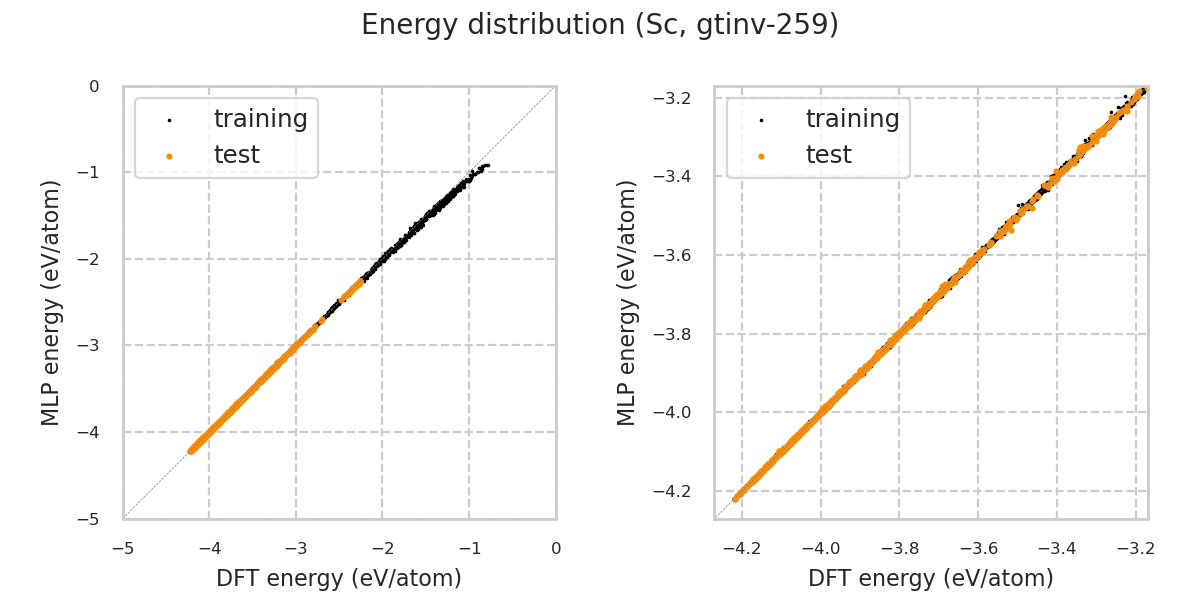 Energy distribution (Sc, gtinv-259)
training
test
0
−1
−2
−3
−4
−5
MLP energy (eV/atom)
−5
−4
−3
−2
−1
0
DFT energy (eV/atom)
training
test
−3.2
−3.4
−3.6
−3.8
−4.0
−4.2
MLP energy (eV/atom)
−4.2
−4.0
−3.8
−3.6
−3.4
−3.2
DFT energy (eV/atom)